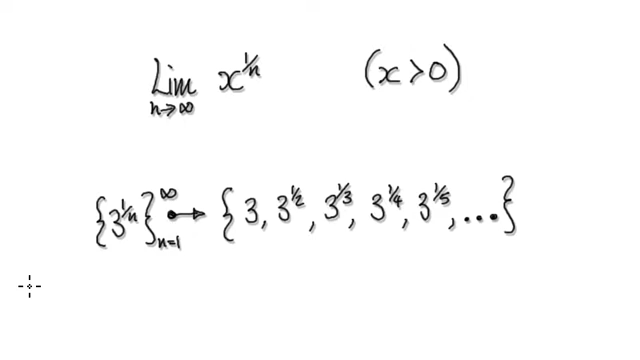 Lim n→∞ x^1/n (x > 0)
{3^1/n}^∞_n=1 → {3, 3^1/2, 3^1/3, 3^1/4, 3^1/5, ...}